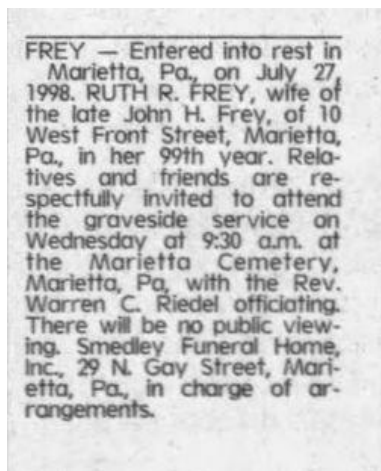 FREY — Entered into rest in
Marietta, Pa., on July 27,
1998. RUTH R. FREY, wife of
the late John H. Frey, of 10
West Front Street, Marietta,
Pa., in her 99th year. Rela-
tives and friends are re-
spectfully invited to attend
the graveside service on
Wednesday at 9:30 a.m. at
the Marietta Cemetery,
Marietta, Pa, with the Rev.
Warren C. Riedel officiating.
There will be no public view-
ing. Smedley Funeral Home,
Inc., 29 N. Gay Street, Mari-
etta, Pa., in charge of ar-
rangements.